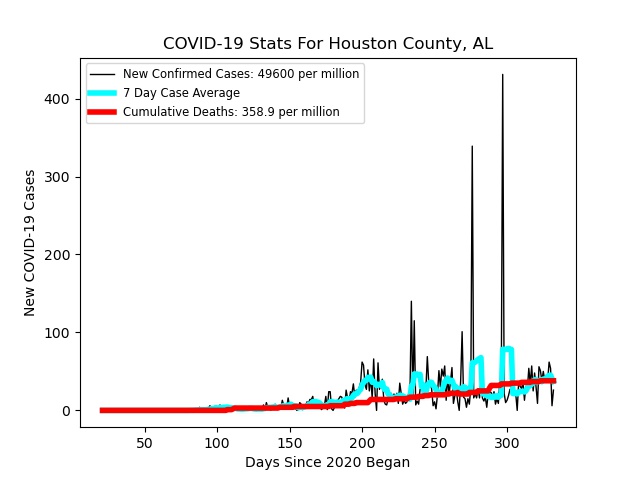 COVID-19 Stats For Houston County, AL
New Confirmed Cases: 49600 per million
7 Day Case Average
Cumulative Deaths: 358.9 per million
New COVID-19 Cases
400
300
200
100
0
50 100 150 200 250 300
Days Since 2020 Began